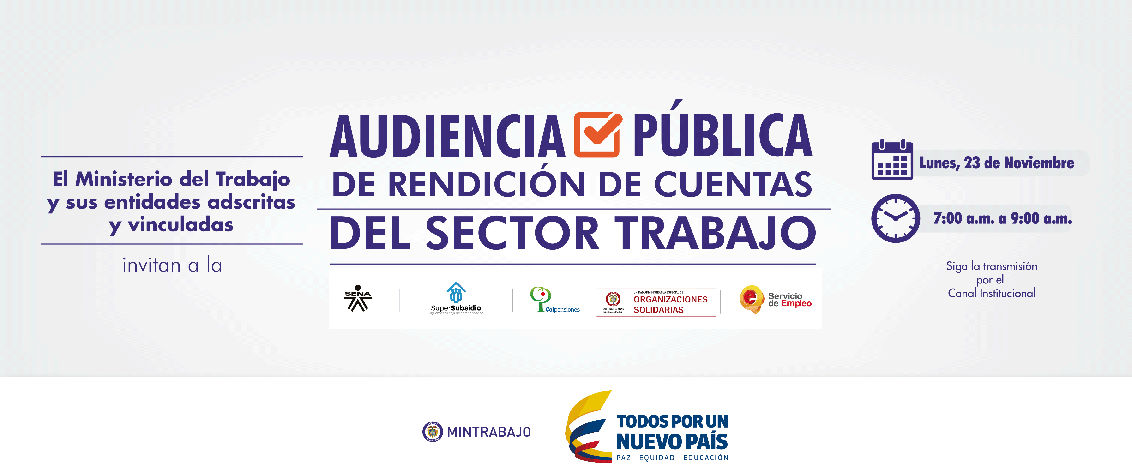 El Ministerio del Trabajo
y sus entidades adscritas
y vinculadas
invitan a la
AUDIENCIA PÚBLICA
DE RENDICIÓN DE CUENTAS
DEL SECTOR TRABAJO
SENA
SuperSubsidio
Colpensiones
ORGANIZACIONES
SOLIDARIAS
Servicio
de Empleo
Lunes, 23 de Noviembre
7:00 a.m. a 9:00 a.m.
Siga la transmisión
por el
Canal Institucional
MINTRABAJO
TODOS POR UN
NUEVO PAÍS
PAZ EQUIDAD EDUCACIÓN